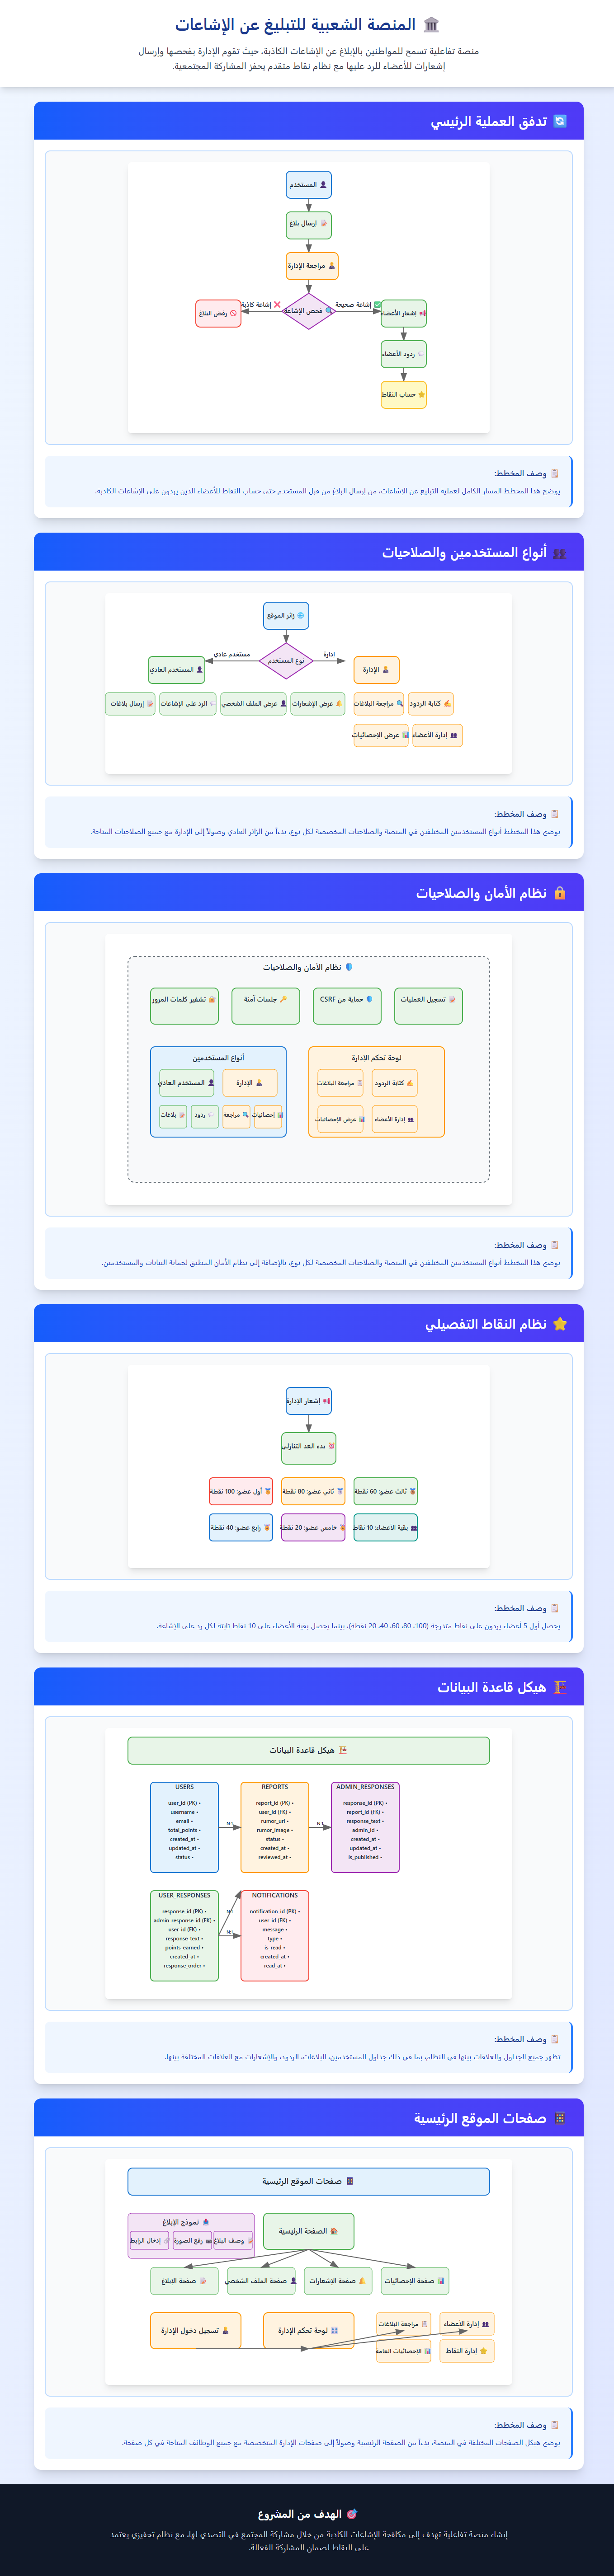 🏛️ المنصة الشعبية للتبليغ عن الإشاعات
منصة تفاعلية تسمح للمواطنين بالإبلاغ عن الإشاعات الكاذبة، حيث تقوم الإدارة بفحصها وإرسال
إشعارات للأعضاء للرد عليها مع نظام نقاط متقدم يحفز المشاركة المجتمعية.
🔄 تدفق العملية الرئيسي
👤 المستخدم
📝 إرسال بلاغ
👨‍💼 مراجعة الإدارة
🔍 فحص الإشاعة
✅ إشاعة صحيحة
❌ إشاعة كاذبة
📢 إشعار الأعضاء
🚫 رفض البلاغ
💬 ردود الأعضاء
⭐ حساب النقاط
📋 وصف المخطط:
يوضح هذا المخطط المسار الكامل لعملية التبليغ عن الإشاعات، من إرسال البلاغ من قبل المستخدم حتى حساب النقاط للأعضاء الذين يردون على الإشاعات الكاذبة.
👥 أنواع المستخدمين والصلاحيات
🌐 زائر الموقع
نوع المستخدم
إدارة
مستخدم عادي
👨‍💼 الإدارة
👤 المستخدم العادي
✍️ كتابة الردود
🔍 مراجعة البلاغات
🔔 عرض الإشعارات
👤 عرض الملف الشخصي
💬 الرد على الإشاعات
📝 إرسال بلاغات
👥 إدارة الأعضاء
📊 عرض الإحصائيات
📋 وصف المخطط:
يوضح هذا المخطط أنواع المستخدمين المختلفين في المنصة والصلاحيات المخصصة لكل نوع، بدءاً من الزائر العادي وصولاً إلى الإدارة مع جميع الصلاحيات المتاحة.
🔒 نظام الأمان والصلاحيات
🛡️ نظام الأمان والصلاحيات
📝 تسجيل العمليات
🛡️ حماية من CSRF
🔑 جلسات آمنة
🔐 تشفير كلمات المرور
لوحة تحكم الإدارة
✍️ كتابة الردود
📋 مراجعة البلاغات
👥 إدارة الأعضاء
📊 عرض الإحصائيات
أنواع المستخدمين
👨‍💼 الإدارة
👤 المستخدم العادي
📊 إحصائيات
🔍 مراجعة
💬 ردود
📝 بلاغات
📋 وصف المخطط:
يوضح هذا المخطط أنواع المستخدمين المختلفين في المنصة والصلاحيات المخصصة لكل نوع، بالإضافة إلى نظام الأمان المطبق لحماية البيانات والمستخدمين.
⭐ نظام النقاط التفصيلي
📢 إشعار الإدارة
⏰ بدء العد التنازلي
🥉 ثالث عضو: 60 نقطة
🥈 ثاني عضو: 80 نقطة
🥇 أول عضو: 100 نقطة
👥 بقية الأعضاء: 10 نقاط
🏅 خامس عضو: 20 نقطة
🏅 رابع عضو: 40 نقطة
📋 وصف المخطط:
يحصل أول 5 أعضاء يردون على نقاط متدرجة (100، 80، 60، 40، 20 نقطة)، بينما يحصل بقية الأعضاء على 10 نقاط ثابتة لكل رد على الإشاعة.
🏗️ هيكل قاعدة البيانات
🏗️ هيكل قاعدة البيانات
USERS
user_id (PK) •
username •
email •
total_points •
created_at •
updated_at •
status •
N:1
REPORTS
report_id (PK) •
user_id (FK) •
rumor_url •
rumor_image •
status •
created_at •
reviewed_at •
N:1
ADMIN_RESPONSES
response_id (PK) •
report_id (FK) •
response_text •
admin_id •
created_at •
updated_at •
is_published •
USER_RESPONSES
response_id (PK) •
admin_response_id (FK) •
user_id (FK) •
response_text •
points_earned •
created_at •
response_order •
N:1
N:1
NOTIFICATIONS
notification_id (PK) •
user_id (FK) •
message •
type •
is_read •
created_at •
read_at •
📋 وصف المخطط:
تظهر جميع الجداول والعلاقات بينها في النظام، بما في ذلك جداول المستخدمين، البلاغات، الردود، والإشعارات مع العلاقات المختلفة بينها.
📱 صفحات الموقع الرئيسية
📱 صفحات الموقع الرئيسية
🏠 الصفحة الرئيسية
📤 نموذج الإبلاغ
📝 وصف البلاغ
📷 رفع الصورة
🔗 إدخال الرابط
📊 صفحة الإحصائيات
🔔 صفحة الإشعارات
👤 صفحة الملف الشخصي
📝 صفحة الإبلاغ
👥 إدارة الأعضاء
📋 مراجعة البلاغات
🎛️ لوحة تحكم الإدارة
👨‍💼 تسجيل دخول الإدارة
⭐ إدارة النقاط
📊 الإحصائيات العامة
📋 وصف المخطط:
يوضح هيكل الصفحات المختلفة في المنصة، بدءاً من الصفحة الرئيسية وصولاً إلى صفحات الإدارة المتخصصة مع جميع الوظائف المتاحة في كل صفحة.
🎯 الهدف من المشروع
إنشاء منصة تفاعلية تهدف إلى مكافحة الإشاعات الكاذبة من خلال مشاركة المجتمع في التصدي لها، مع نظام تحفيزي يعتمد
على النقاط لضمان المشاركة الفعالة.